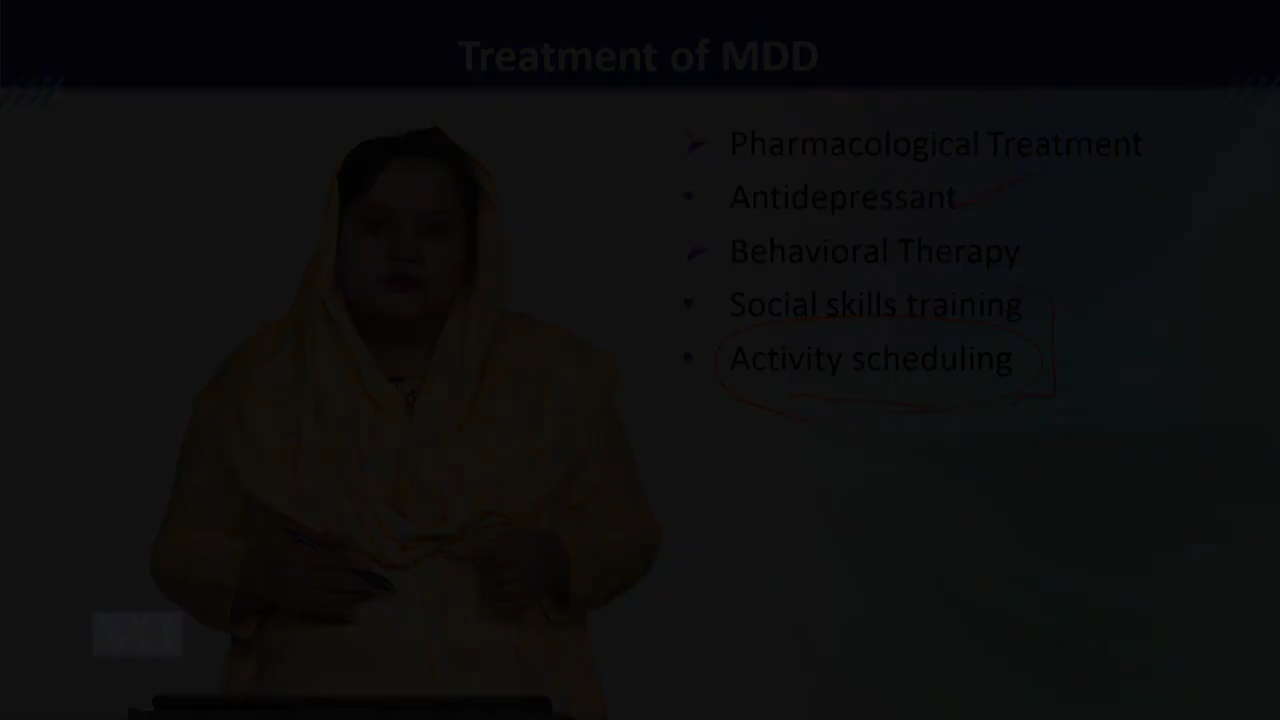 Treatment of MDD
Pharmacological Treatment
Antidepressant
Behavioral Therapy
Social skills training
Activity scheduling